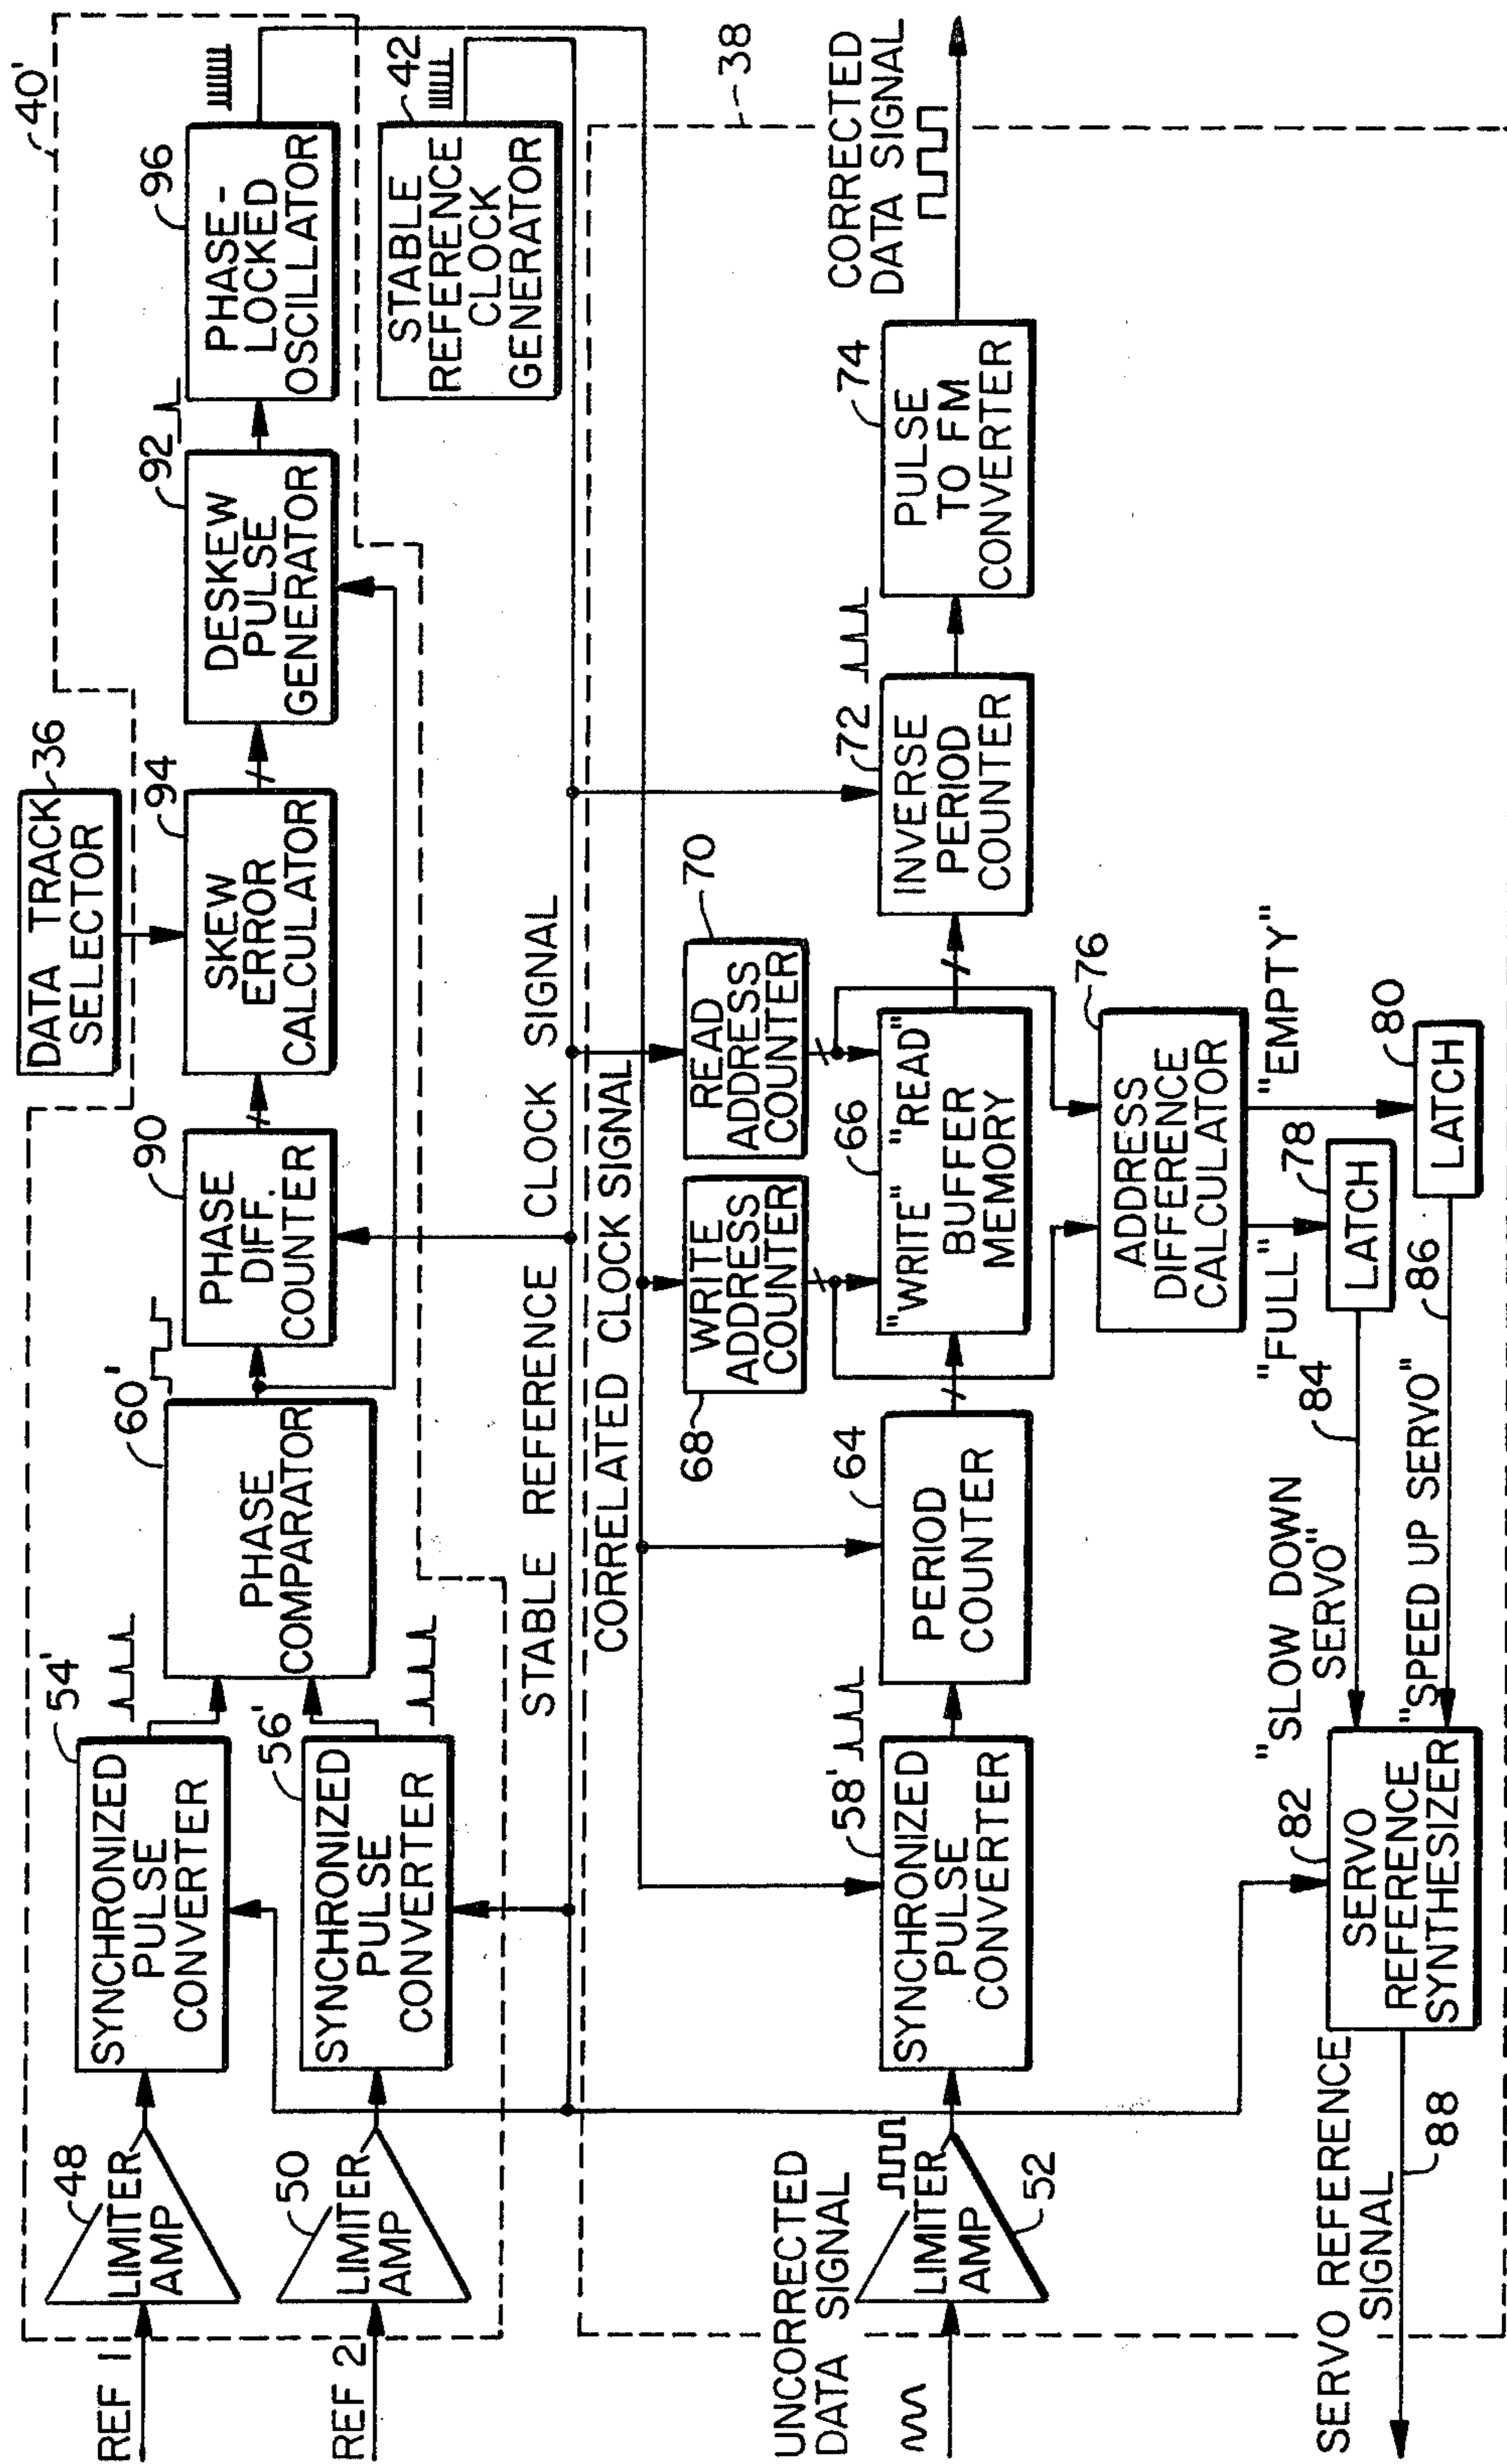 40'
DATA TRACK
SELECTOR
36
REF 1
48
LIMITER
AMP
54'
SYNCHRONIZED
PULSE
CONVERTER
REF 2
50
LIMITER
AMP
56'
SYNCHRONIZED
PULSE
CONVERTER
60'
PHASE
COMPARATOR
90
PHASE
DIFF.
COUNTER
94
SKEW
ERROR
CALCULATOR
92
DESKEW
PULSE
GENERATOR
96
PHASE-
LOCKED
OSCILLATOR
42
STABLE
REFERENCE
CLOCK
GENERATOR
STABLE REFERENCE CLOCK SIGNAL
CORRELATED CLOCK SIGNAL
38
UNCORRECTED
DATA SIGNAL
LIMITER
AMP
52
58'
SYNCHRONIZED
PULSE
CONVERTER
64
PERIOD
COUNTER
68
WRITE
ADDRESS
COUNTER
70
READ
ADDRESS
COUNTER
66
"WRITE" "READ"
BUFFER
MEMORY
72
INVERSE
PERIOD
COUNTER
74
PULSE
TO FM
CONVERTER
CORRECTED
DATA SIGNAL
76
ADDRESS
DIFFERENCE
CALCULATOR
"FULL"
"EMPTY"
78
LATCH
80
LATCH
84
86
"SLOW DOWN
SERVO"
"SPEED UP SERVO"
82
SERVO
REFERENCE
SYNTHESIZER
SERVO REFERENCE
SIGNAL
88